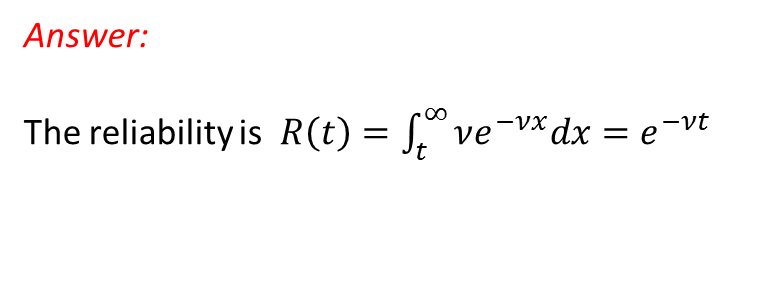 Answer:
The reliability is R(t) = ∫_t^∞ νe^{−νx} dx = e^{−νt}